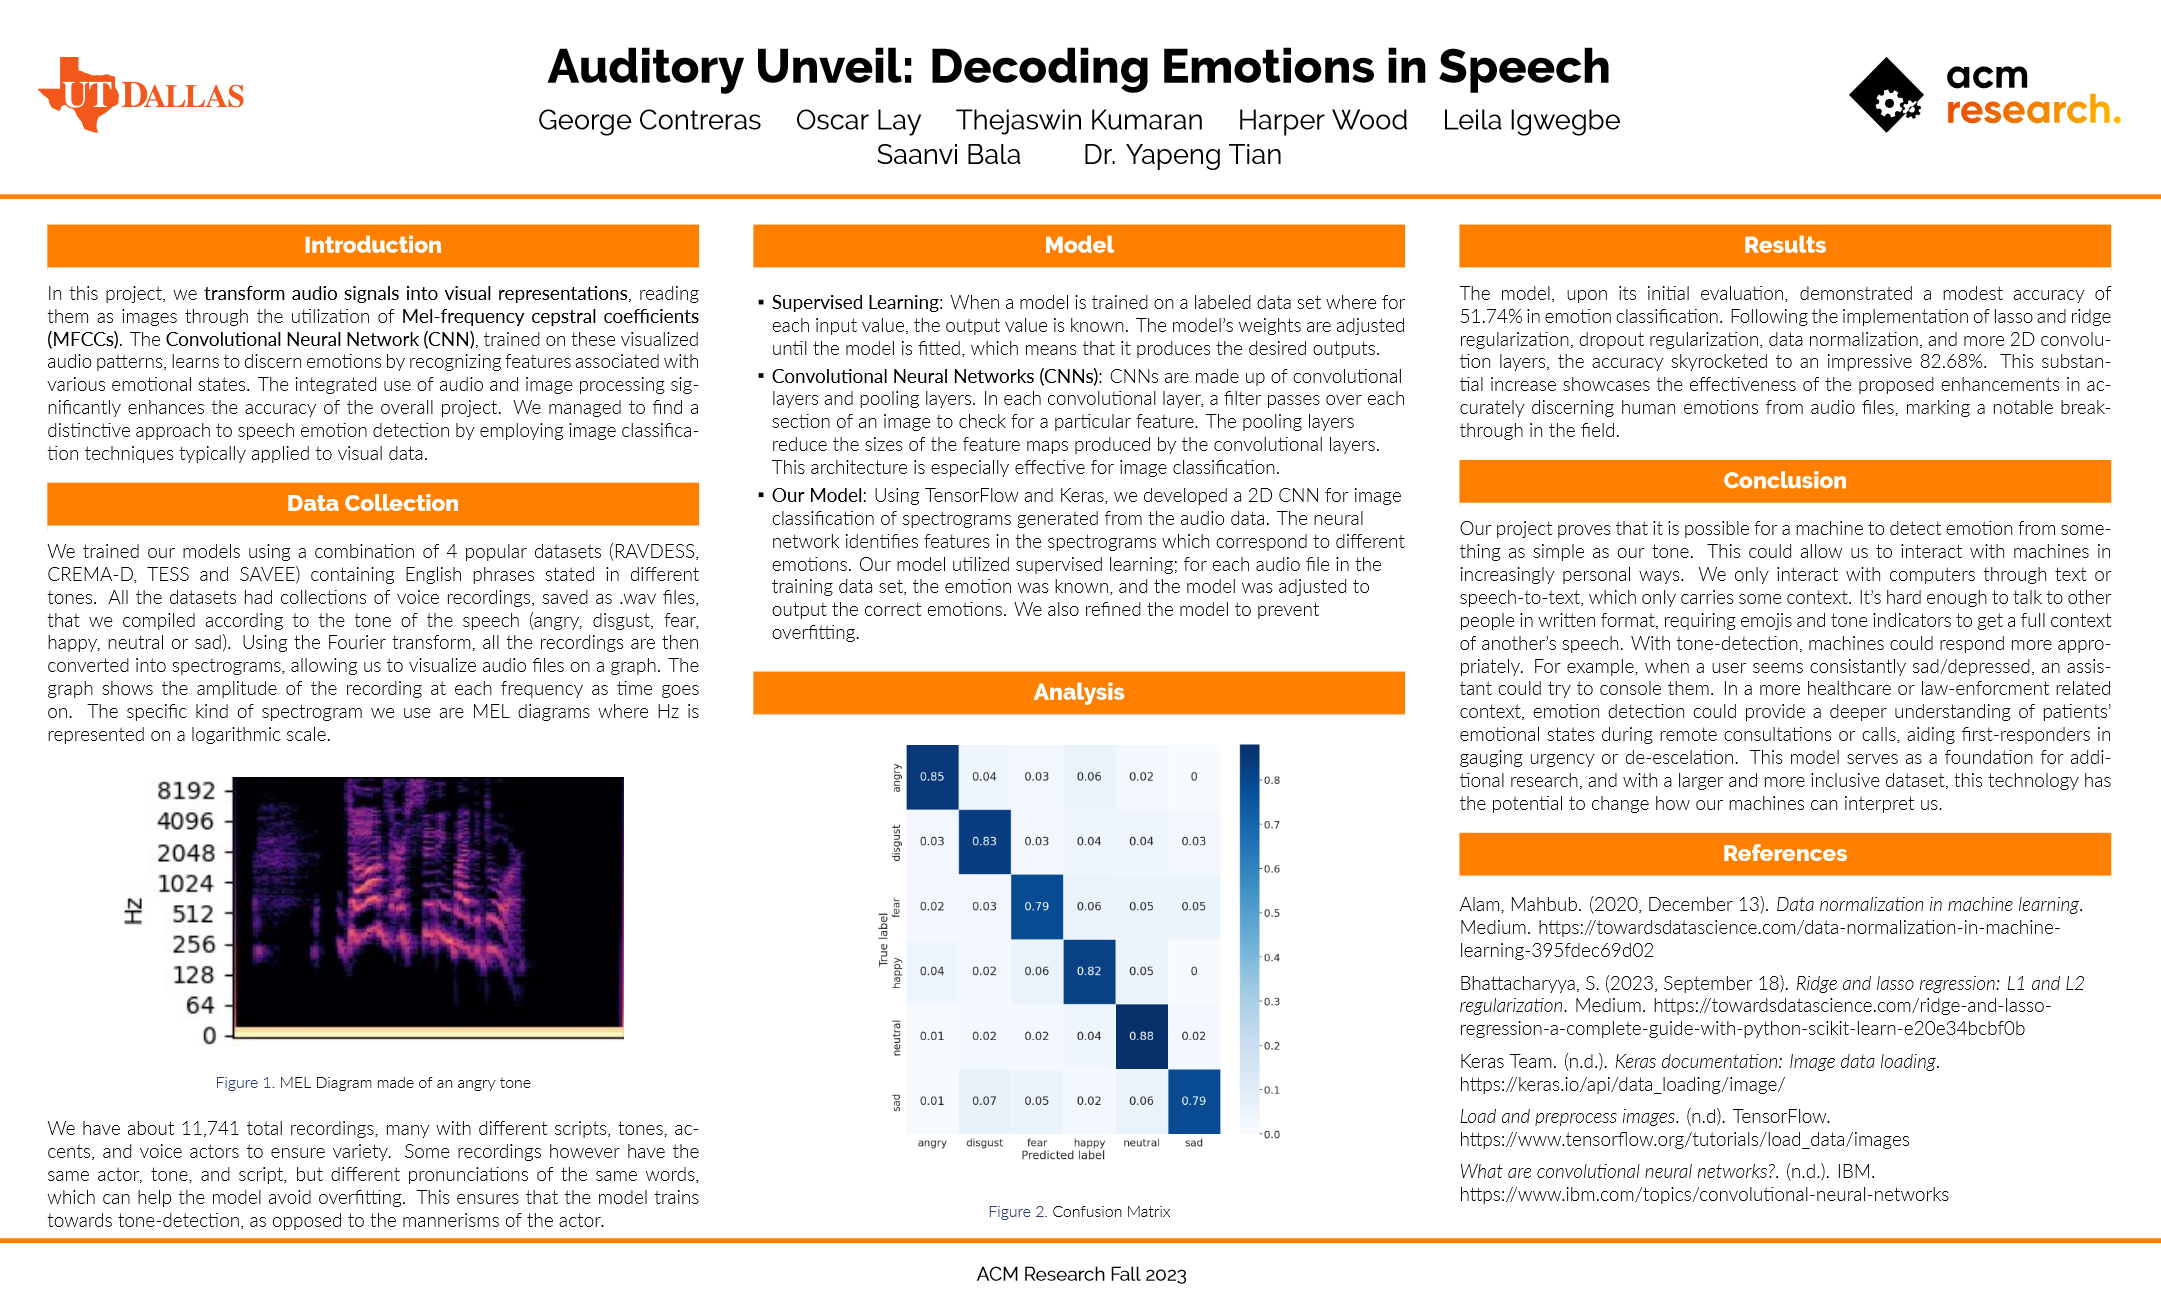 UT DALLAS
Auditory Unveil: Decoding Emotions in Speech
George Contreras Oscar Lay Thejaswin Kumaran Harper Wood Leila Igwegbe
Saanvi Bala Dr. Yapeng Tian
acm
research.
Introduction
In this project, we transform audio signals into visual representations, reading
them as images through the utilization of Mel-frequency cepstral coefficients
(MFCCs). The Convolutional Neural Network (CNN), trained on these visualized
audio patterns, learns to discern emotions by recognizing features associated with
various emotional states. The integrated use of audio and image processing sig-
nificantly enhances the accuracy of the overall project. We managed to find a
distinctive approach to speech emotion detection by employing image classifica-
tion techniques typically applied to visual data.
Data Collection
We trained our models using a combination of 4 popular datasets (RAVDESS,
CREMA-D, TESS and SAVEE) containing English phrases stated in different
tones. All the datasets had collections of voice recordings, saved as .wav files,
that we compiled according to the tone of the speech (angry, disgust, fear,
happy, neutral or sad). Using the Fourier transform, all the recordings are then
converted into spectrograms, allowing us to visualize audio files on a graph. The
graph shows the amplitude of the recording at each frequency as time goes
on. The specific kind of spectrogram we use are MEL diagrams where Hz is
represented on a logarithmic scale.
Hz
8192
4096
2048
1024
512
256
128
64
0
Figure 1. MEL Diagram made of an angry tone
We have about 11,741 total recordings, many with different scripts, tones, ac-
cents, and voice actors to ensure variety. Some recordings however have the
same actor, tone, and script, but different pronunciations of the same words,
which can help the model avoid overfitting. This ensures that the model trains
towards tone-detection, as opposed to the mannerisms of the actor.
Model
▪ Supervised Learning: When a model is trained on a labeled data set where for
each input value, the output value is known. The model's weights are adjusted
until the model is fitted, which means that it produces the desired outputs.
▪ Convolutional Neural Networks (CNNs): CNNs are made up of convolutional
layers and pooling layers. In each convolutional layer, a filter passes over each
section of an image to check for a particular feature. The pooling layers
reduce the sizes of the feature maps produced by the convolutional layers.
This architecture is especially effective for image classification.
▪ Our Model: Using TensorFlow and Keras, we developed a 2D CNN for image
classification of spectrograms generated from the audio data. The neural
network identifies features in the spectrograms which correspond to different
emotions. Our model utilized supervised learning; for each audio file in the
training data set, the emotion was known, and the model was adjusted to
output the correct emotions. We also refined the model to prevent
overfitting.
Analysis
True label
angry 0.85 0.04 0.03 0.06 0.02 0
disgust 0.03 0.83 0.03 0.04 0.04 0.03
fear 0.02 0.03 0.79 0.06 0.05 0.05
happy 0.04 0.02 0.06 0.82 0.05 0
neutral 0.01 0.02 0.02 0.04 0.88 0.02
sad 0.01 0.07 0.05 0.02 0.06 0.79
angry disgust fear happy neutral sad
Predicted label
0.8
0.7
0.6
0.5
0.4
0.3
0.2
0.1
0.0
Figure 2. Confusion Matrix
Results
The model, upon its initial evaluation, demonstrated a modest accuracy of
51.74% in emotion classification. Following the implementation of lasso and ridge
regularization, dropout regularization, data normalization, and more 2D convolu-
tion layers, the accuracy skyrocketed to an impressive 82.68%. This substan-
tial increase showcases the effectiveness of the proposed enhancements in ac-
curately discerning human emotions from audio files, marking a notable break-
through in the field.
Conclusion
Our project proves that it is possible for a machine to detect emotion from some-
thing as simple as our tone. This could allow us to interact with machines in
increasingly personal ways. We only interact with computers through text or
speech-to-text, which only carries some context. It's hard enough to talk to other
people in written format, requiring emojis and tone indicators to get a full context
of another's speech. With tone-detection, machines could respond more appro-
priately. For example, when a user seems consistantly sad/depressed, an assis-
tant could try to console them. In a more healthcare or law-enforcment related
context, emotion detection could provide a deeper understanding of patients'
emotional states during remote consultations or calls, aiding first-responders in
gauging urgency or de-escelation. This model serves as a foundation for addi-
tional research, and with a larger and more inclusive dataset, this technology has
the potential to change how our machines can interpret us.
References
Alam, Mahbub. (2020, December 13). Data normalization in machine learning.
Medium. https://towardsdatascience.com/data-normalization-in-machine-
learning-395fdec69d02
Bhattacharyya, S. (2023, September 18). Ridge and lasso regression: L1 and L2
regularization. Medium. https://towardsdatascience.com/ridge-and-lasso-
regression-a-complete-guide-with-python-scikit-learn-e20e34bcbf0b
Keras Team. (n.d.). Keras documentation: Image data loading.
https://keras.io/api/data_loading/image/
Load and preprocess images. (n.d). TensorFlow.
https://www.tensorflow.org/tutorials/load_data/images
What are convolutional neural networks?. (n.d.). IBM.
https://www.ibm.com/topics/convolutional-neural-networks
ACM Research Fall 2023